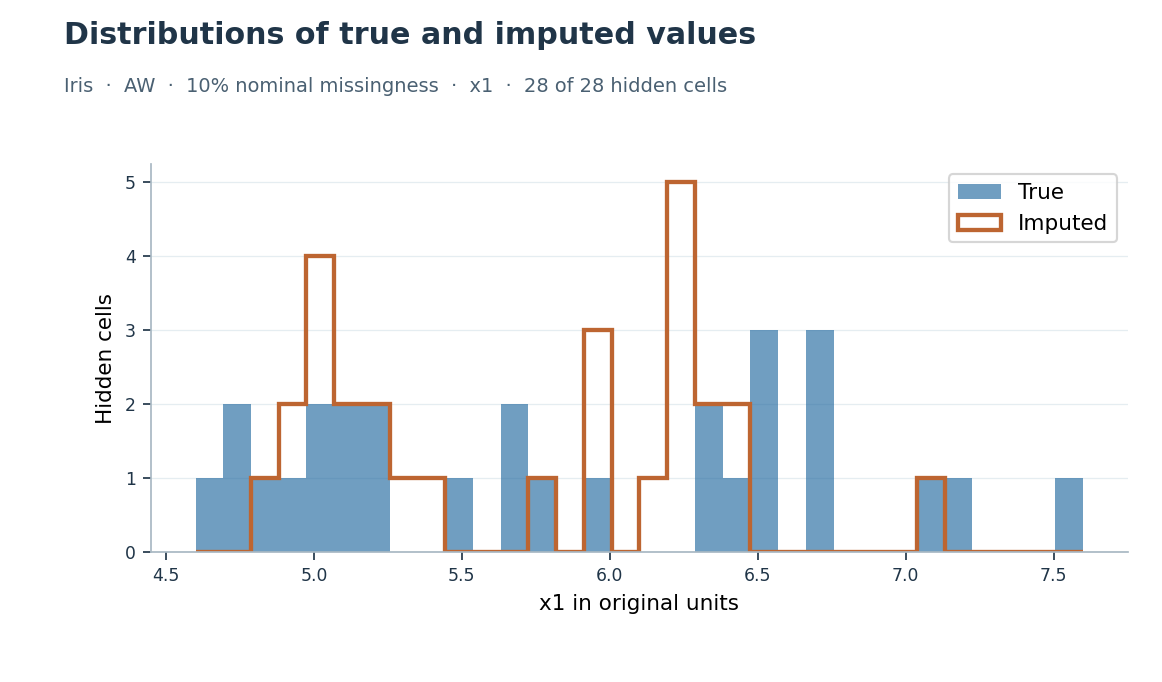 Distributions of true and imputed values
Iris · AW · 10% nominal missingness · x1 · 28 of 28 hidden cells
True
Imputed
Hidden cells
5
4
3
2
1
0
4.5 5.0 5.5 6.0 6.5 7.0 7.5
x1 in original units